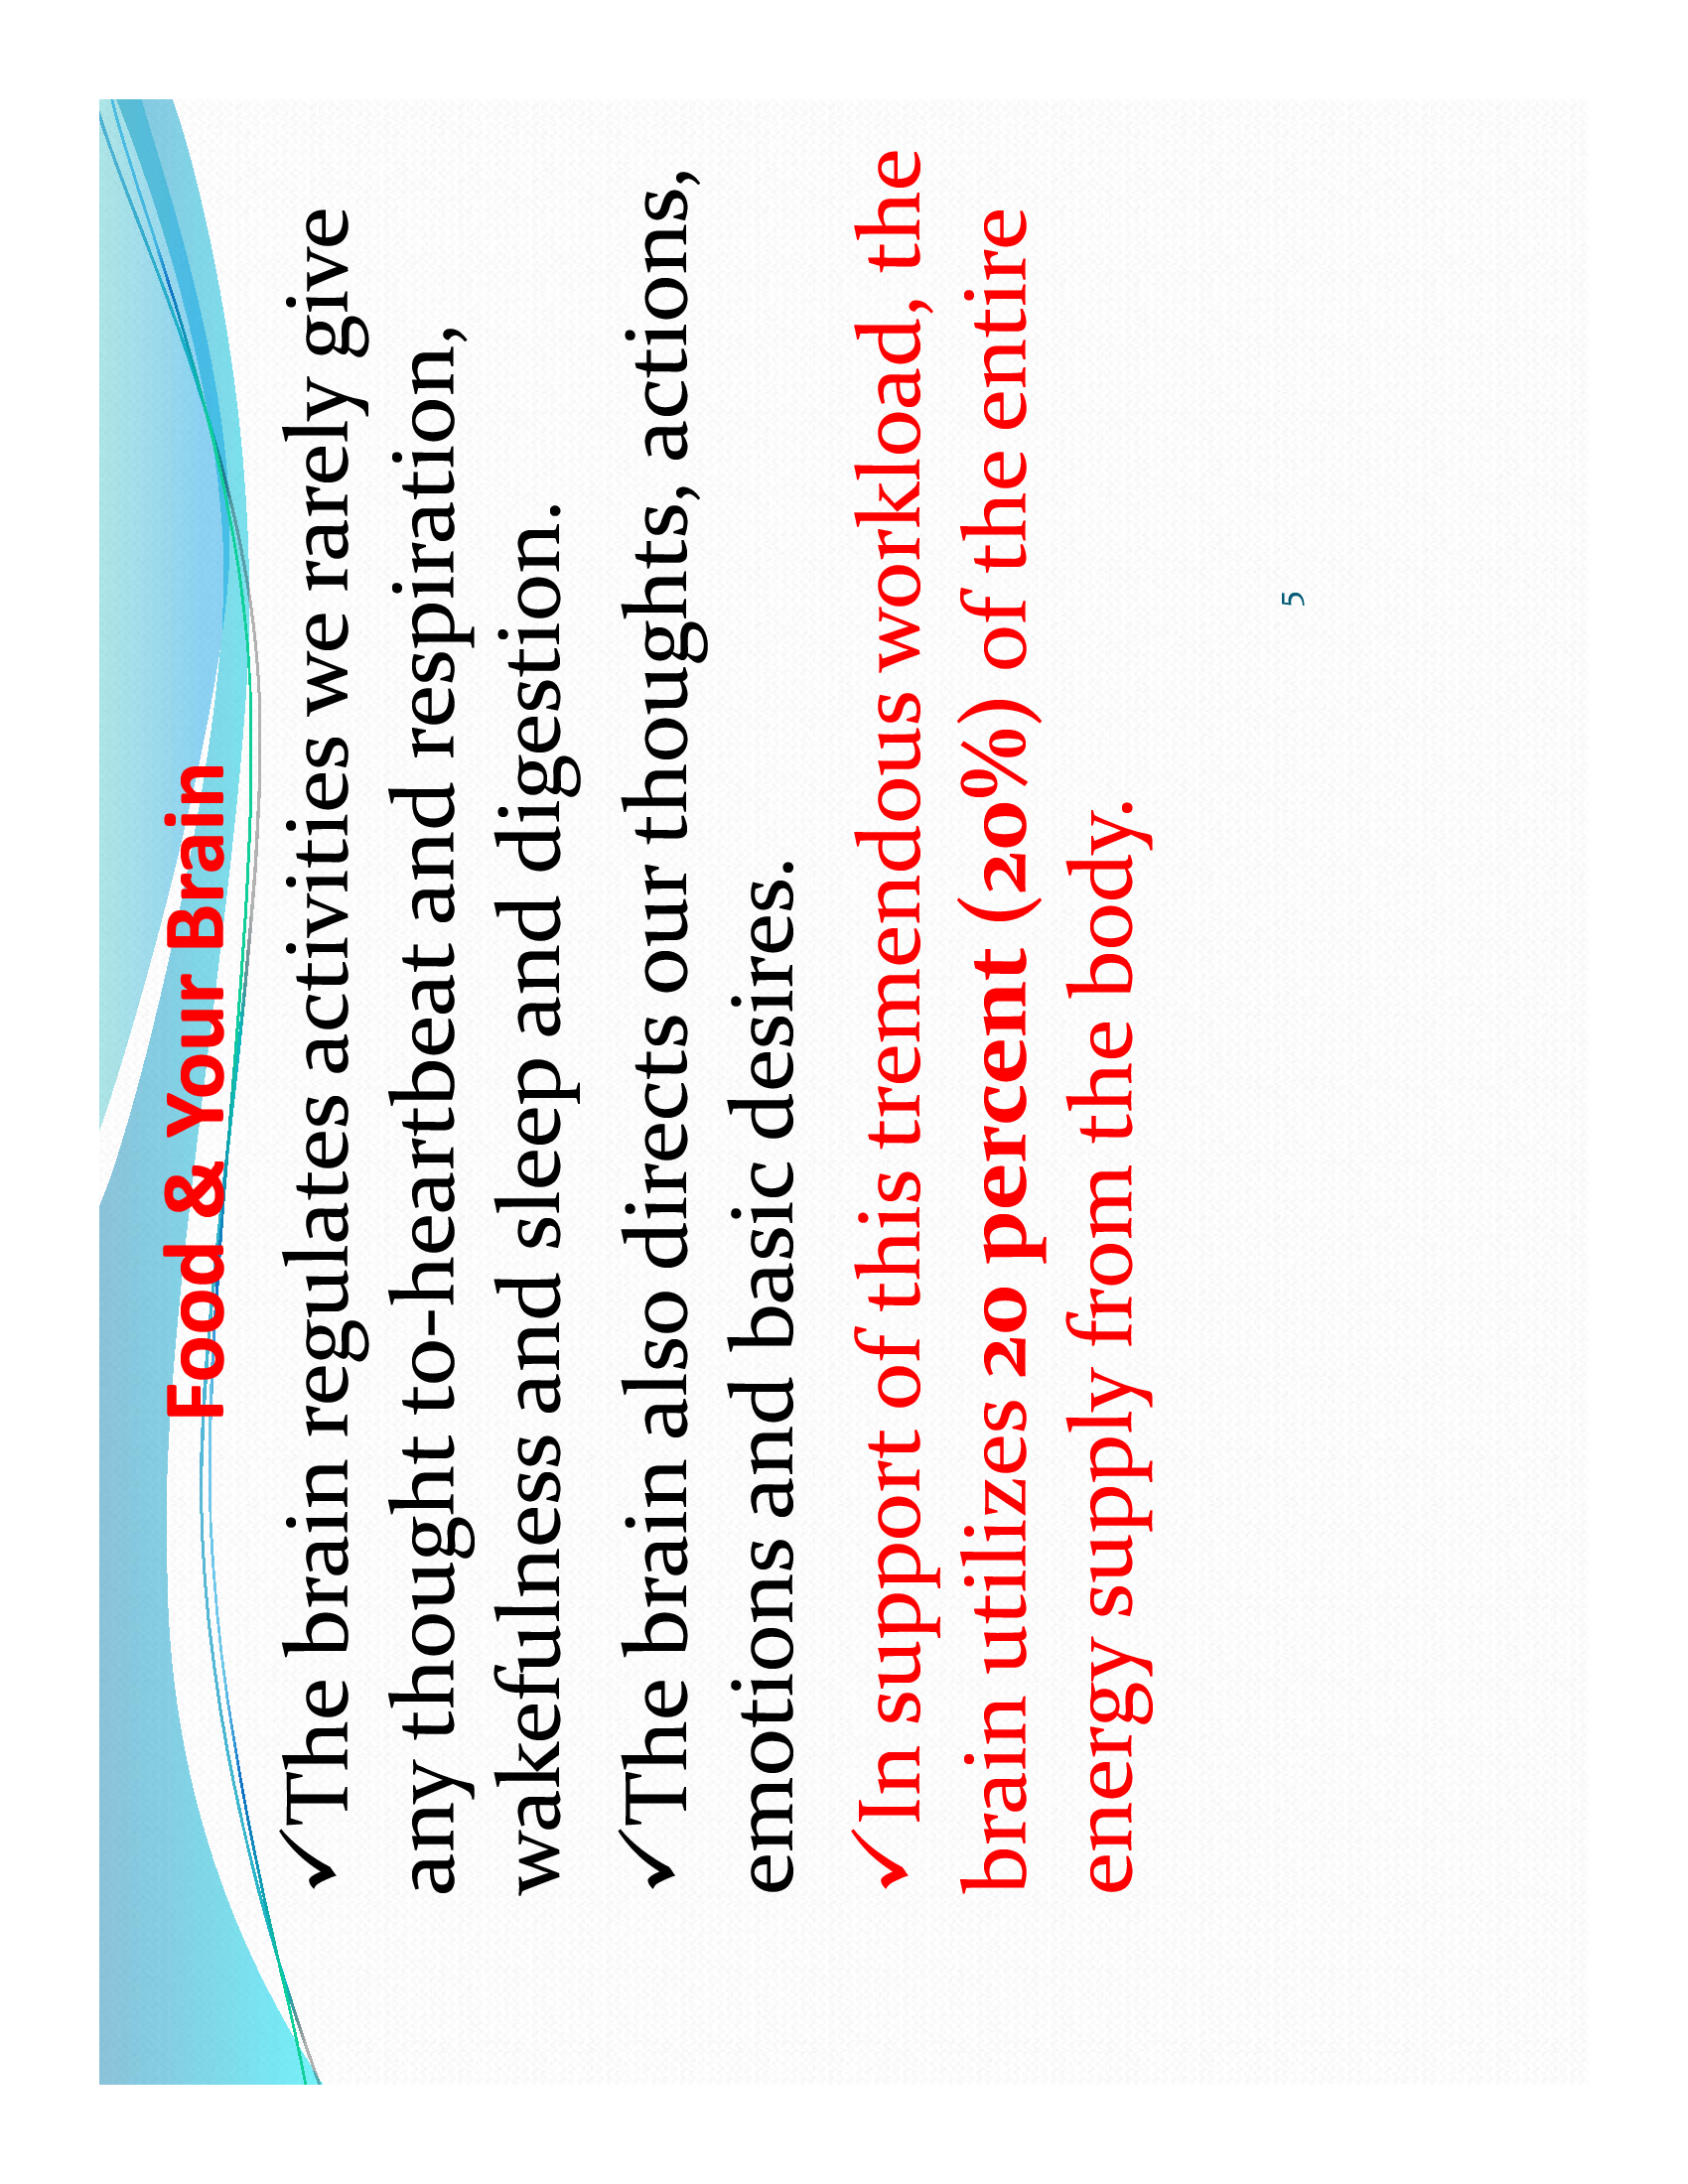 Food & Your Brain
✓The brain regulates activities we rarely give
any thought to-heartbeat and respiration,
wakefulness and sleep and digestion.
✓The brain also directs our thoughts, actions,
emotions and basic desires.
✓In support of this tremendous workload, the
brain utilizes 20 percent (20%) of the entire
energy supply from the body.
5